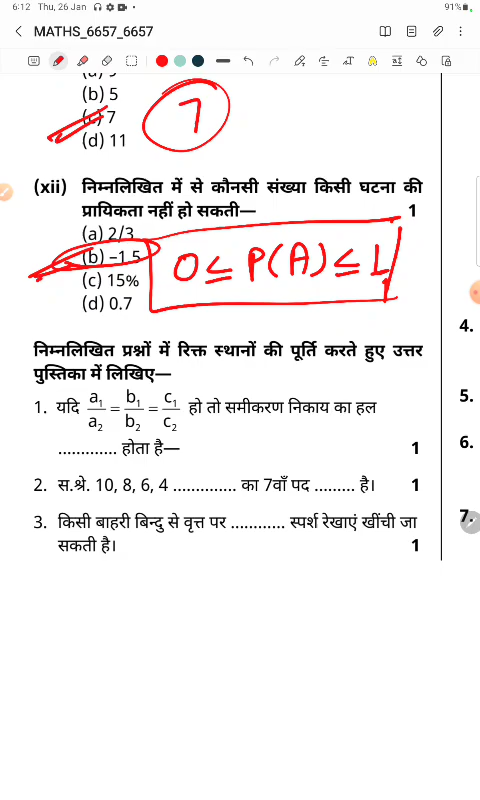 6:12 Thu, 26 Jan
91%
MATHS_6657_6657
(b) 5
7
(c) 7
(d) 11
(xii) निम्नलिखित में से कौनसी संख्या किसी घटना की
प्रायिकता नहीं हो सकती— 1
(a) 2/3
(b) –1.5
0 ≤ P(A) ≤ 1
(c) 15%
(d) 0.7
4.
निम्नलिखित प्रश्नों में रिक्त स्थानों की पूर्ति करते हुए उत्तर
पुस्तिका में लिखिए—
5.
1. यदि a₁/a₂ = b₁/b₂ = c₁/c₂ हो तो समीकरण निकाय का हल
............ होता है— 1
6.
2. स.श्रे. 10, 8, 6, 4 ............. का 7वाँ पद ......... है। 1
3. किसी बाहरी बिन्दु से वृत्त पर ............ स्पर्श रेखाएं खींची जा
7.
सकती है। 1